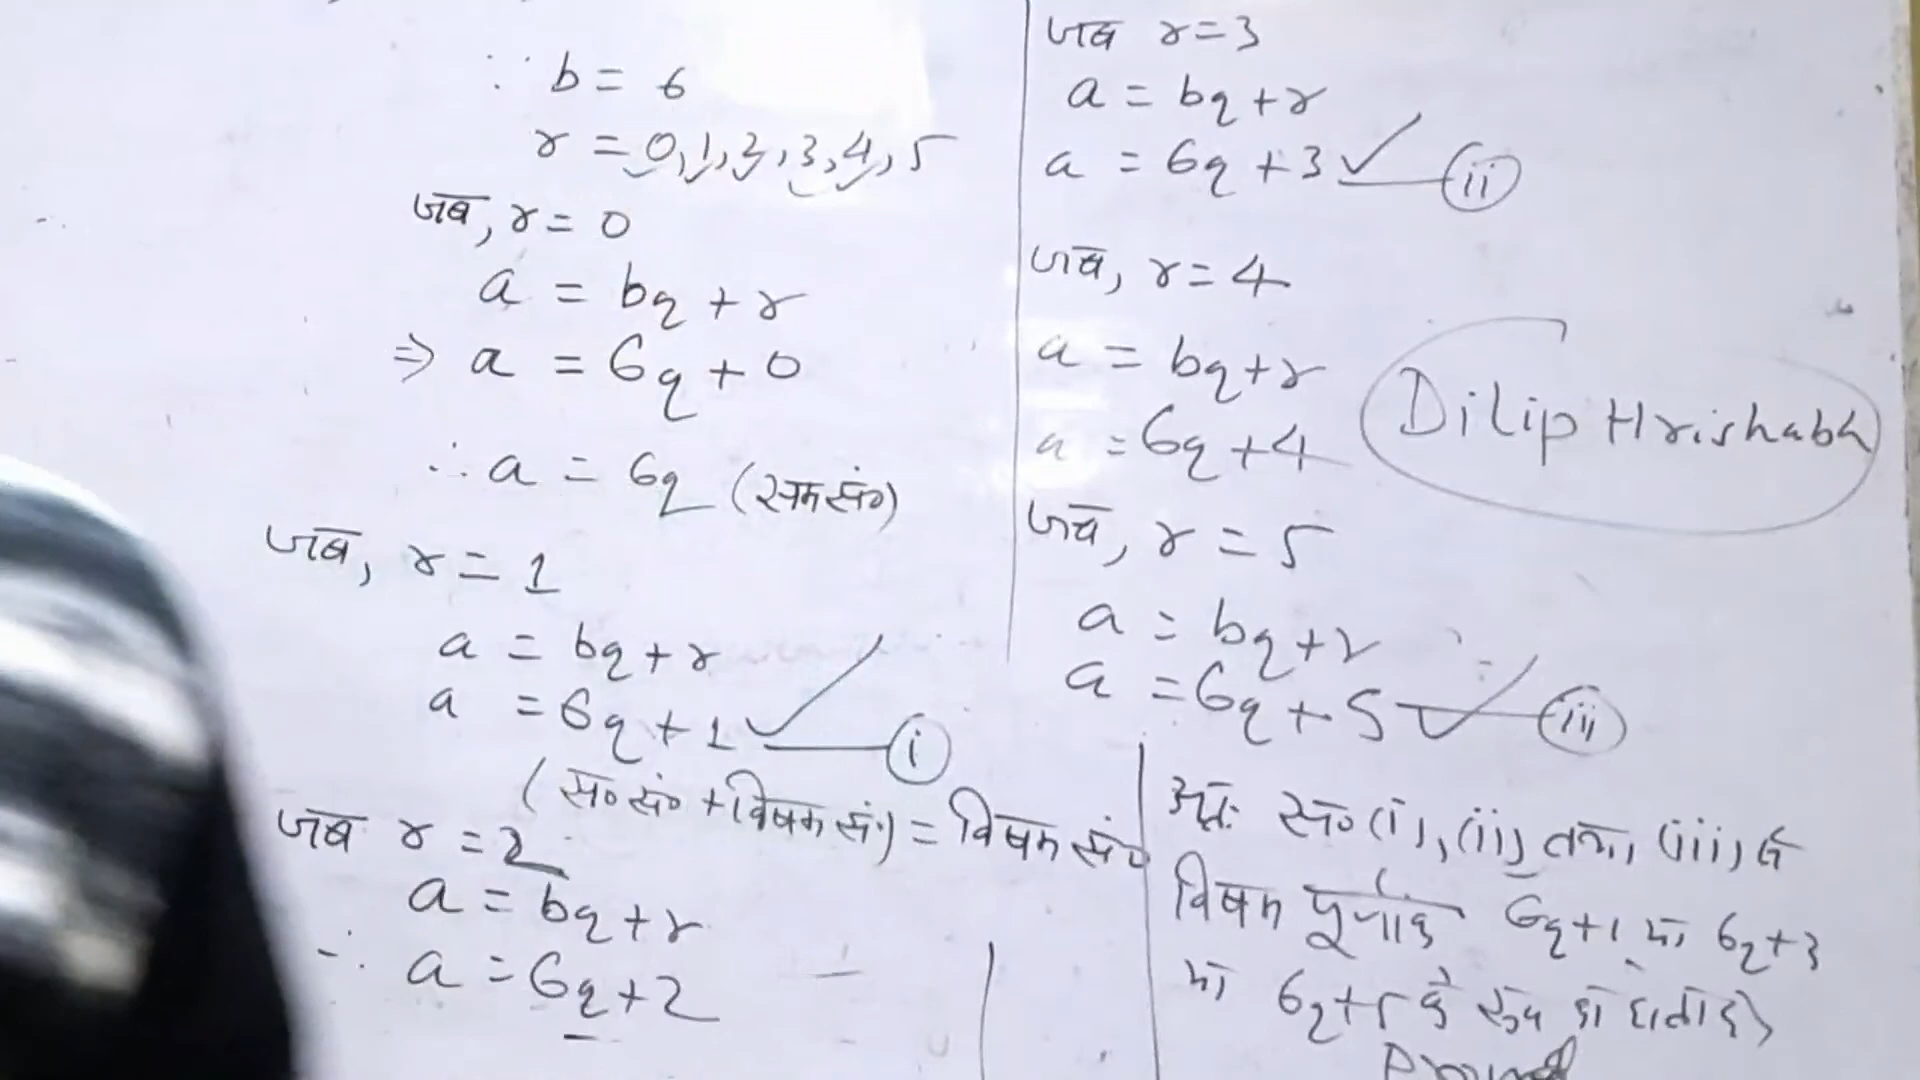 ∵ b = 6
r = 0, 1, 2, 3, 4, 5
जब, r = 0
a = bq + r
⇒ a = 6q + 0
∴ a = 6q (सम सं०)
जब, r = 1
a = bq + r
a = 6q + 1 (i)
(स० सं० + विषम सं०) = विषम सं०
जब r = 2
a = bq + r
∴ a = 6q + 2
जब r = 3
a = bq + r
a = 6q + 3 (ii)
जब, r = 4
a = bq + r
a = 6q + 4
Dilip Hrishabh
जब, r = 5
a = bq + r
a = 6q + 5 (iii)
अतः स० (i), (ii) तथा (iii) से
विषम पूर्णांक 6q+1 या 6q+3
या 6q+5 के रूप का होता है
Proved